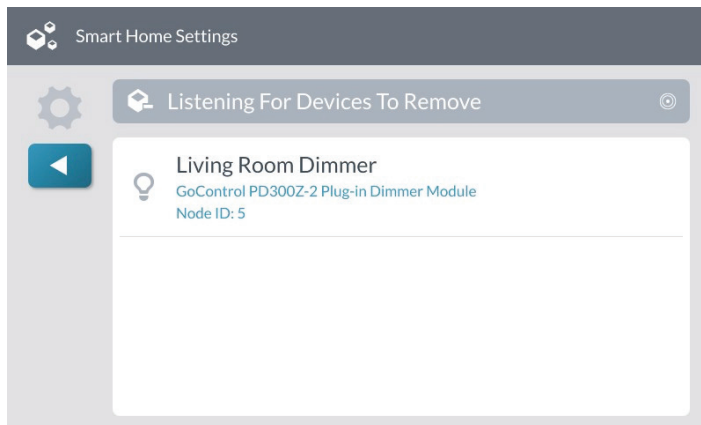 Smart Home Settings
Listening For Devices To Remove
Living Room Dimmer
GoControl PD300Z-2 Plug-in Dimmer Module
Node ID: 5